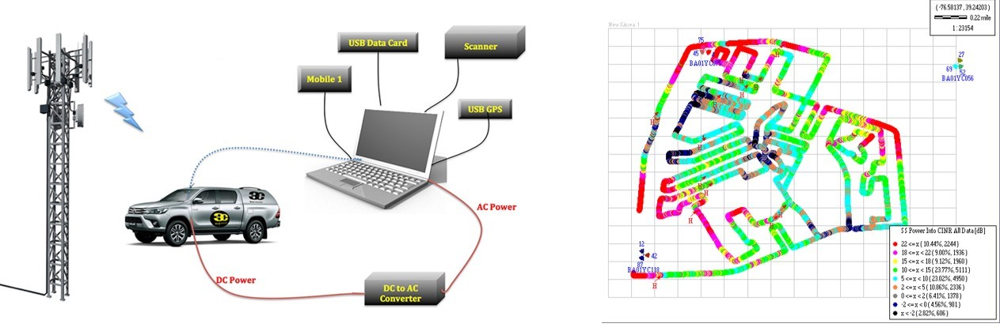 USB Data Card
Scanner
Mobile 1
USB GPS
AC Power
DC Power
DC to AC
Converter
(-76.58137, 39.24203)
0.22 mile
1: 23154
New SArea 1
75
45
27
69
52
BA01YC056
H
H
H
H
H
H
H
H
H
H
12
42
87
BA01YC118
H
SS Power Into CINR All Data [dB]
22 <= x ( 10.44%, 2244)
18 <= x < 22 ( 9.00%, 1936)
15 <= x < 18 ( 9.12%, 1960)
10 <= x < 15 ( 23.77%, 5111)
5 <= x < 10 ( 23.02%, 4950)
2 <= x < 5 ( 10.86%, 2336)
0 <= x < 2 ( 6.41%, 1378)
-2 <= x < 0 ( 4.56%, 981)
x < -2 ( 2.82%, 606)